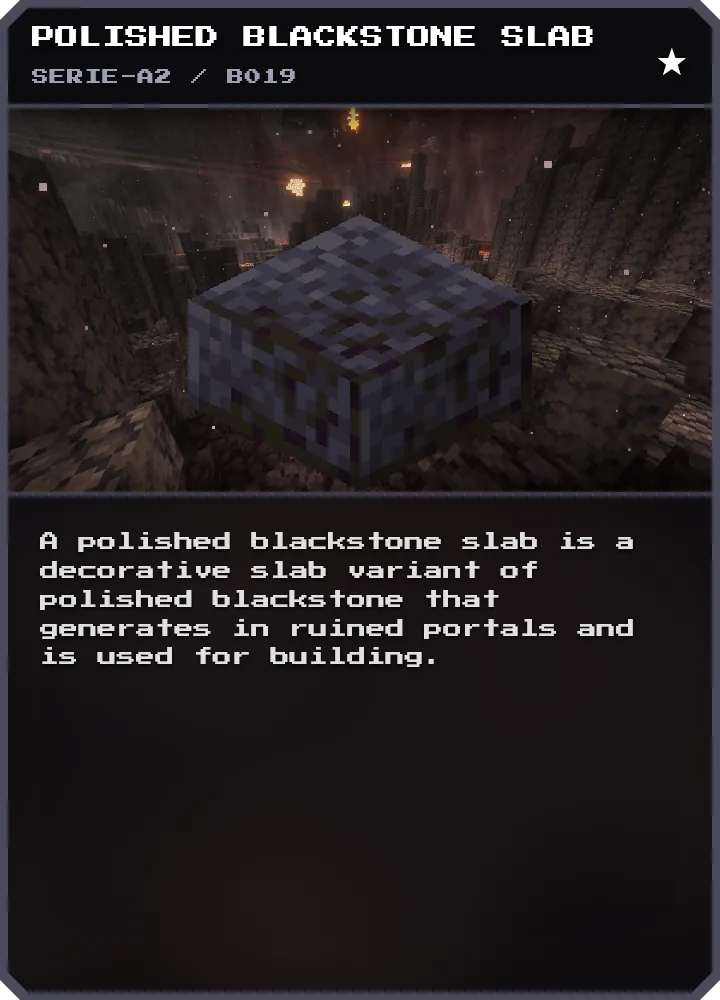 POLISHED BLACKSTONE SLAB
SERIE-A2 / B019
A polished blackstone slab is a
decorative slab variant of
polished blackstone that
generates in ruined portals and
is used for building.